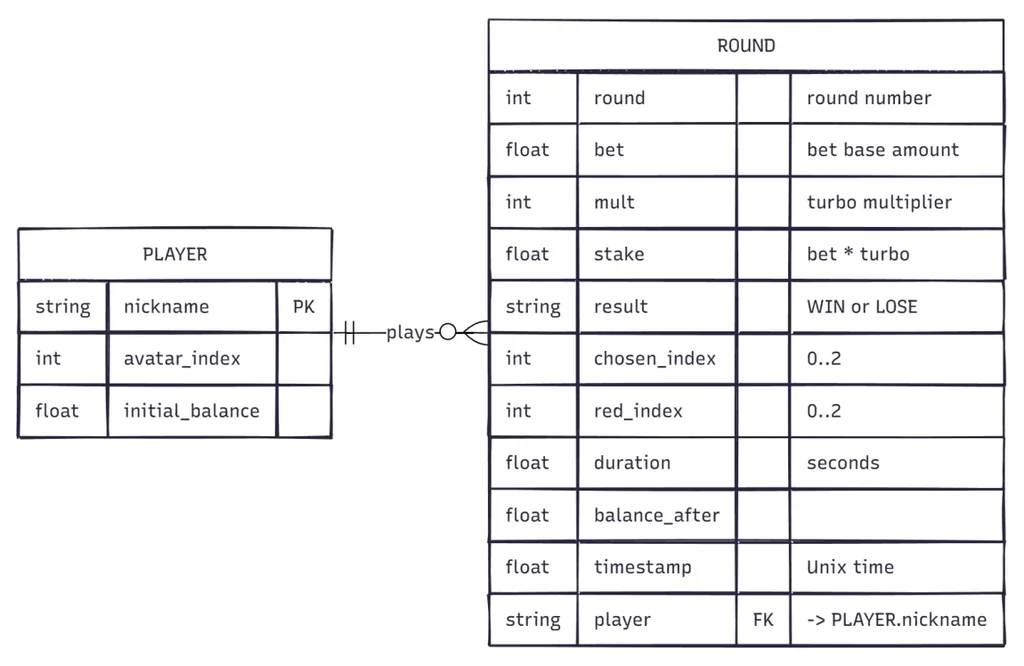 PLAYER
string nickname PK
int avatar_index
float initial_balance
plays
ROUND
int round round number
float bet bet base amount
int mult turbo multiplier
float stake bet * turbo
string result WIN or LOSE
int chosen_index 0..2
int red_index 0..2
float duration seconds
float balance_after
float timestamp Unix time
string player FK -> PLAYER.nickname